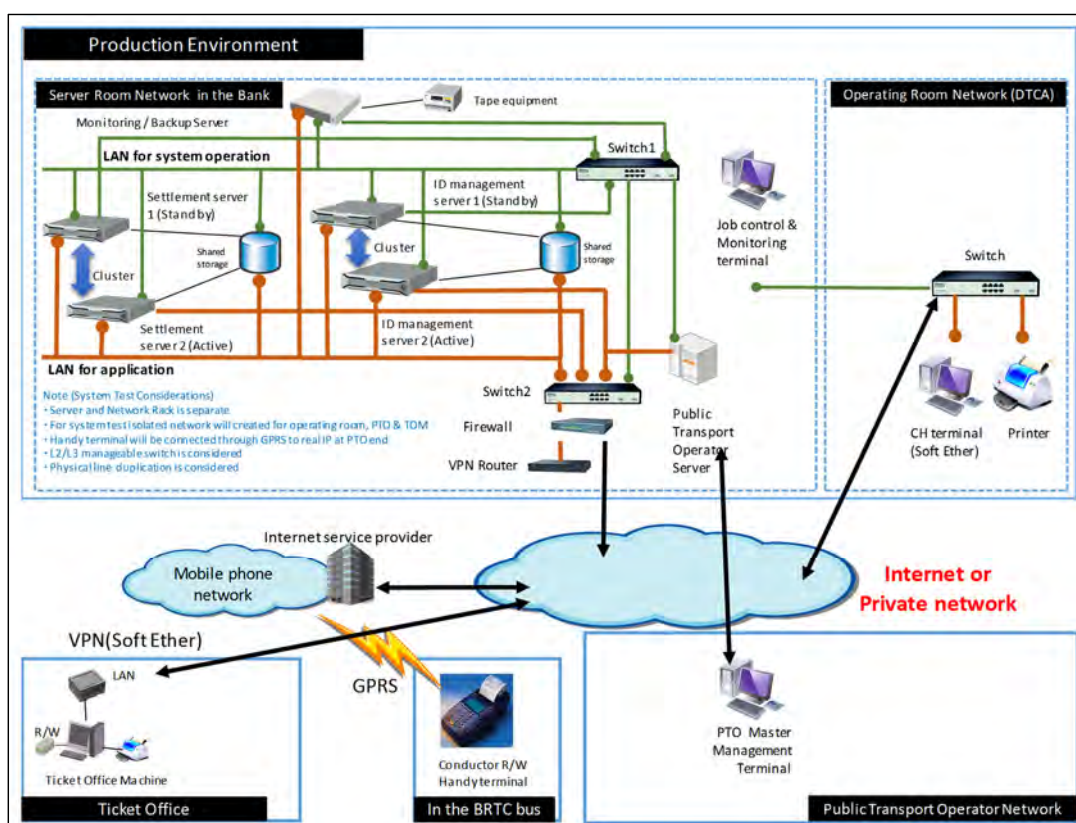 Production Environment
Server Room Network in the Bank
Operating Room Network (DTCA)
Tape equipment
Monitoring / Backup Server
Switch1
LAN for system operation
Settlement server
1 (Standby)
ID management
server 1 (Standby)
Job control &
Monitoring
terminal
Cluster
Shared
storage
Cluster
Shared
storage
Switch
Settlement
server 2 (Active)
ID management
server 2 (Active)
LAN for application
Switch2
Note (System Test Considerations)
• Server and Network Rack is separate
• For system test isolated network will created for operating room, PTO & TOM
• Handy terminal will be connected through GPRS to real IP at PTO end
• L2/L3 manageable switch is considered
• Physical line duplication is considered
Firewall
VPN Router
Public
Transport
Operator
Server
CH terminal
(Soft Ether)
Printer
Internet service provider
Mobile phone
network
Internet or
Private network
VPN(Soft Ether)
GPRS
LAN
R/W
Ticket Office Machine
Ticket Office
Conductor R/W
Handy terminal
In the BRTC bus
PTO Master
Management
Terminal
Public Transport Operator Network